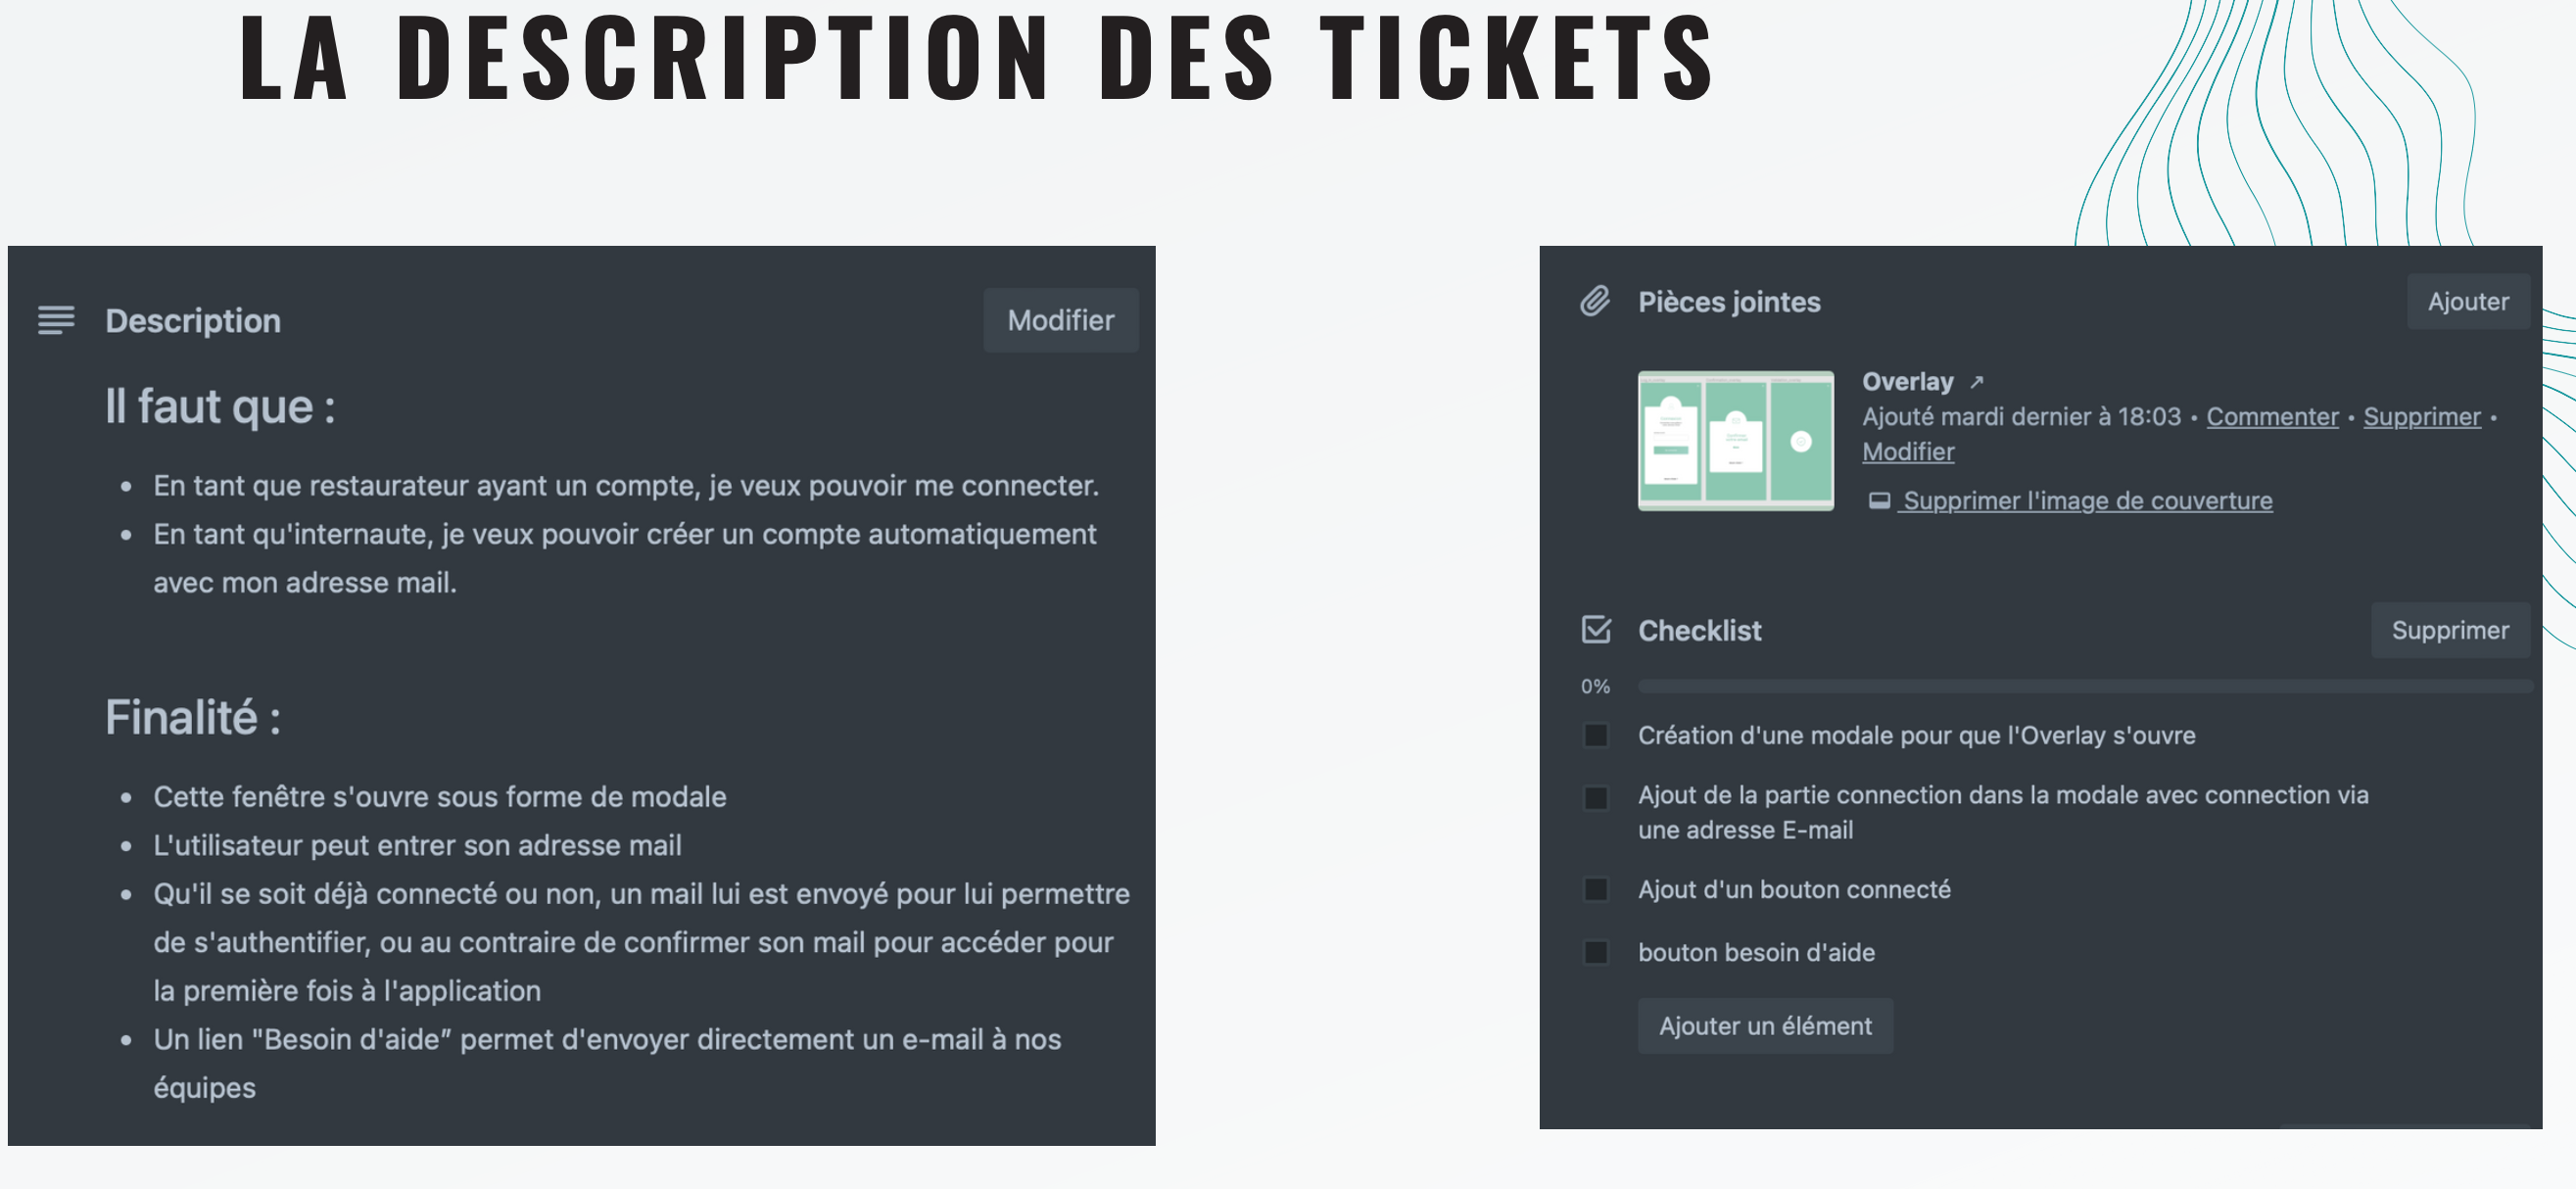 LA DESCRIPTION DES TICKETS
Description
Modifier
Il faut que :
• En tant que restaurateur ayant un compte, je veux pouvoir me connecter.
• En tant qu'internaute, je veux pouvoir créer un compte automatiquement
avec mon adresse mail.
Finalité :
• Cette fenêtre s'ouvre sous forme de modale
• L'utilisateur peut entrer son adresse mail
• Qu'il se soit déjà connecté ou non, un mail lui est envoyé pour lui permettre
de s'authentifier, ou au contraire de confirmer son mail pour accéder pour
la première fois à l'application
• Un lien "Besoin d'aide” permet d'envoyer directement un e-mail à nos
équipes
Pièces jointes
Ajouter
Overlay ↗
Ajouté mardi dernier à 18:03 • Commenter • Supprimer •
Modifier
Supprimer l'image de couverture
Checklist
Supprimer
0%
Création d'une modale pour que l'Overlay s'ouvre
Ajout de la partie connection dans la modale avec connection via
une adresse E-mail
Ajout d'un bouton connecté
bouton besoin d'aide
Ajouter un élément